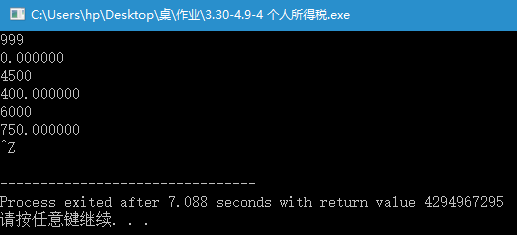 C:\Users\hp\Desktop\桌\作业\3.30-4.9-4 个人所得税.exe
999
0.000000
4500
400.000000
6000
750.000000
^Z
--------------------------------
Process exited after 7.088 seconds with return value 4294967295
请按任意键继续. . .